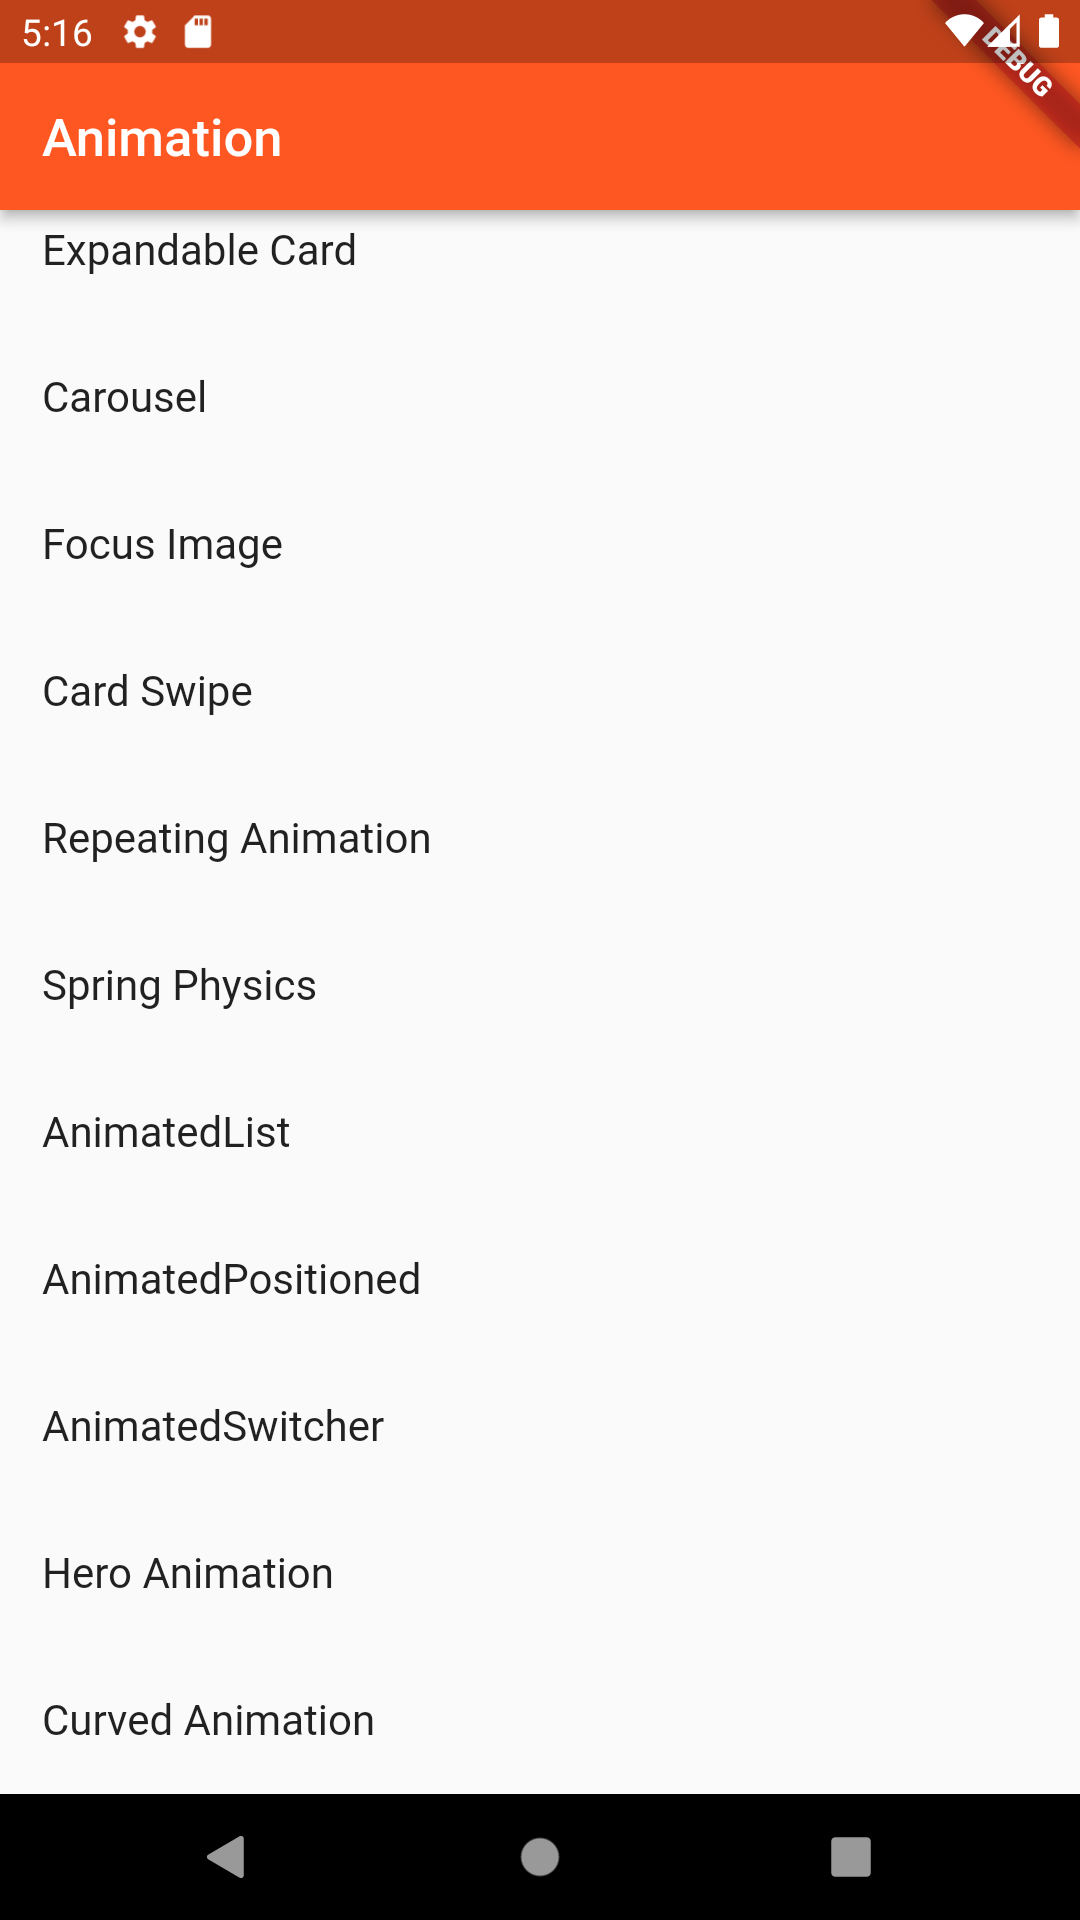 5:16
DEBUG
Animation
Expandable Card
Carousel
Focus Image
Card Swipe
Repeating Animation
Spring Physics
AnimatedList
AnimatedPositioned
AnimatedSwitcher
Hero Animation
Curved Animation